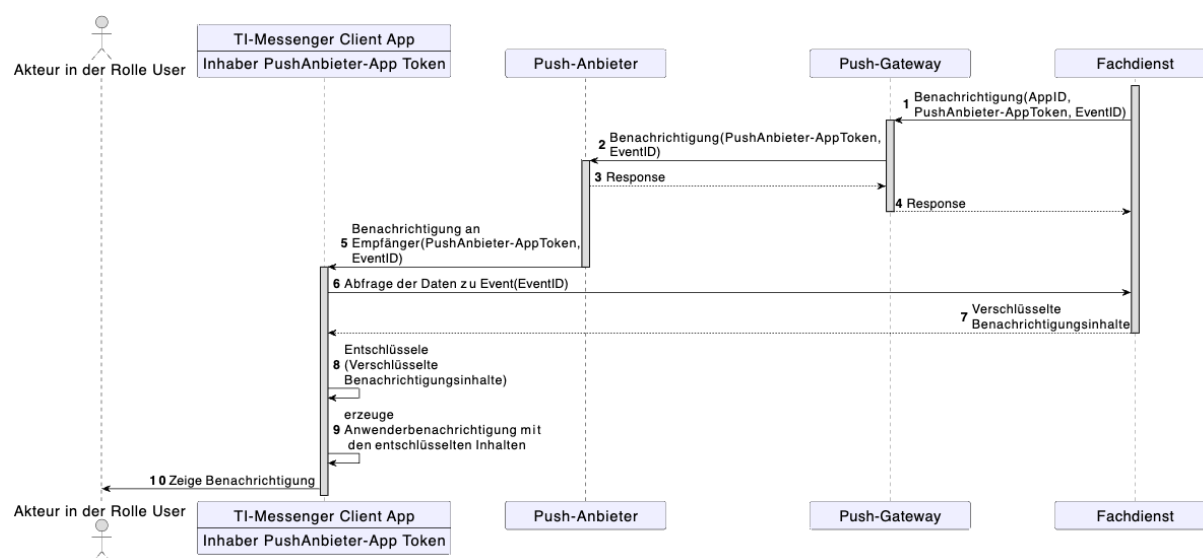 Akteur in der Rolle User
TI-Messenger Client App
Inhaber PushAnbieter-App Token
Push-Anbieter
Push-Gateway
Fachdienst
1 Benachrichtigung(AppID,
PushAnbieter-AppToken, EventID)
2 Benachrichtigung(PushAnbieter-AppToken,
EventID)
3 Response
4 Response
Benachrichtigung an
5 Empfänger(PushAnbieter-AppToken,
EventID)
6 Abfrage der Daten zu Event(EventID)
7 Verschlüsselte
Benachrichtigungsinhalte
Entschlüssele
8 (Verschlüsselte
Benachrichtigungsinhalte)
erzeuge
9 Anwenderbenachrichtigung mit
den entschlüsselten Inhalten
10 Zeige Benachrichtigung
Akteur in der Rolle User
TI-Messenger Client App
Inhaber PushAnbieter-App Token
Push-Anbieter
Push-Gateway
Fachdienst